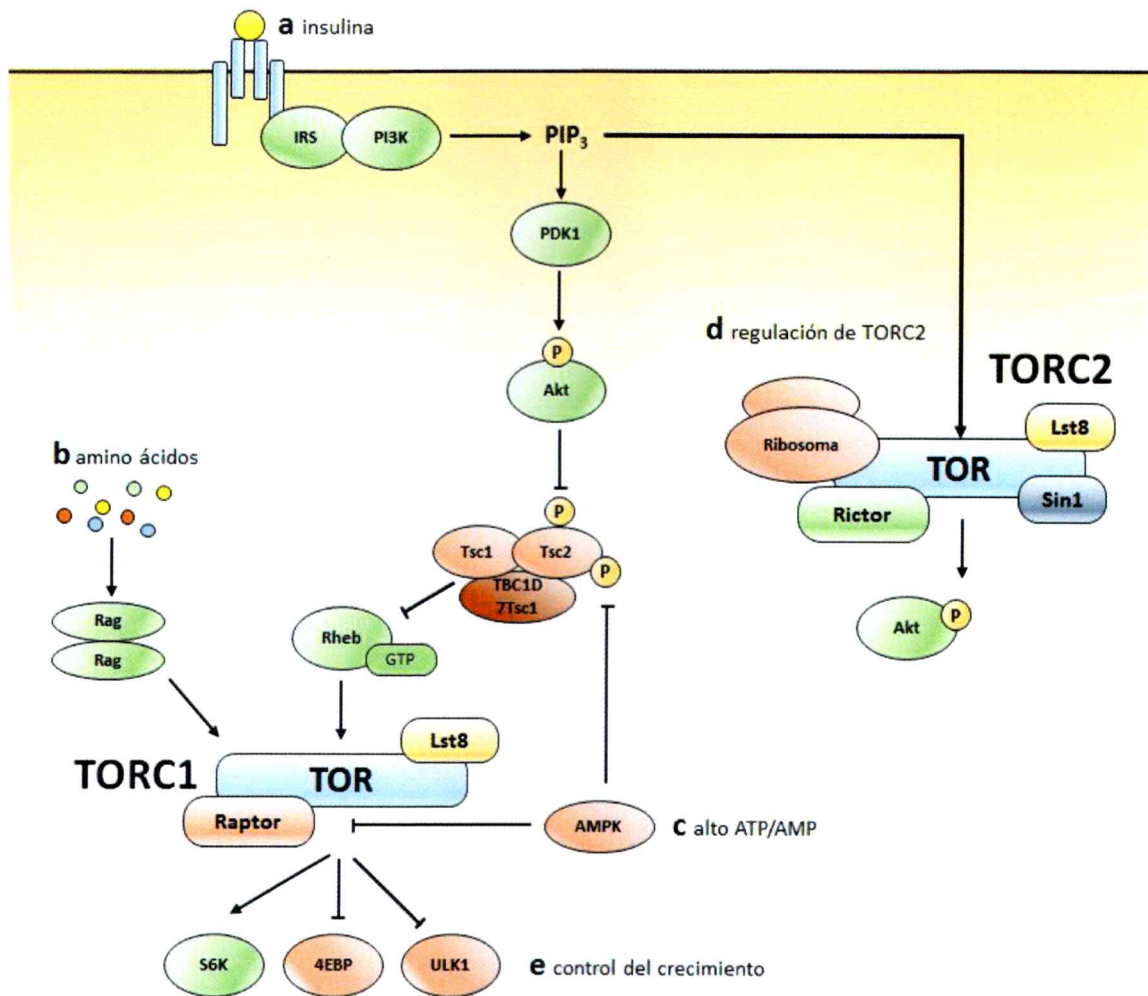 a insulina
IRS
PI3K
PIP3
PDK1
P
Akt
d regulación de TORC2
TORC2
Lst8
Ribosoma
TOR
Sin1
Rictor
b amino ácidos
P
Tsc1
Tsc2
P
TBC1D
7Tsc1
Rag
Rag
Rheb
GTP
Akt
P
Lst8
TORC1
TOR
Raptor
AMPK
c alto ATP/AMP
S6K
4EBP
ULK1
e control del crecimiento